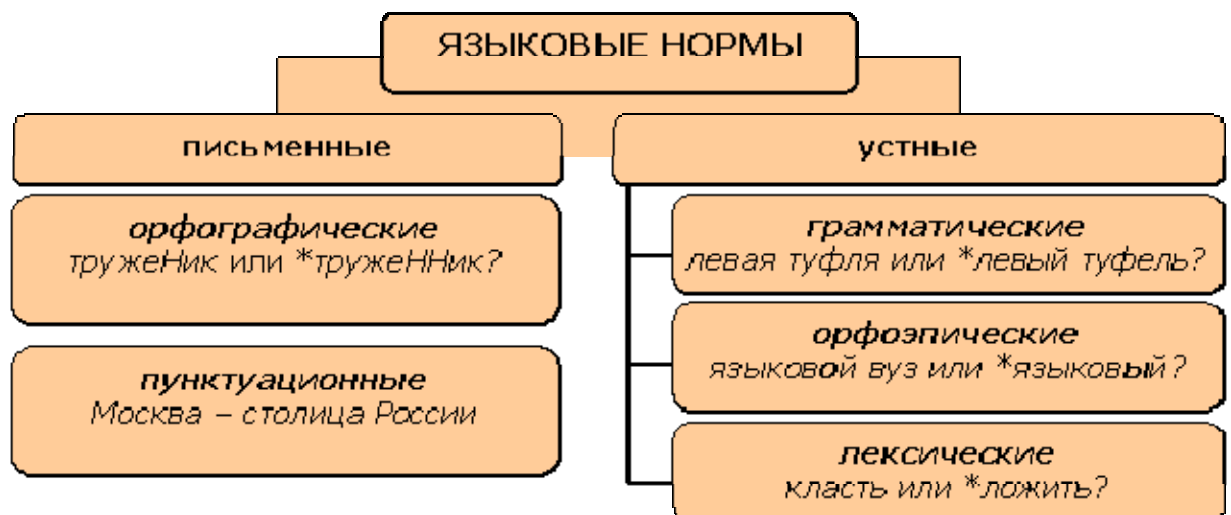 ЯЗЫКОВЫЕ НОРМЫ
письменные
орфографические
тружеНик или *тружеННик?
пунктуационные
Москва – столица России
устные
грамматические
левая туфля или *левый туфель?
орфоэпические
языковой вуз или *языковый?
лексические
класть или *ложить?